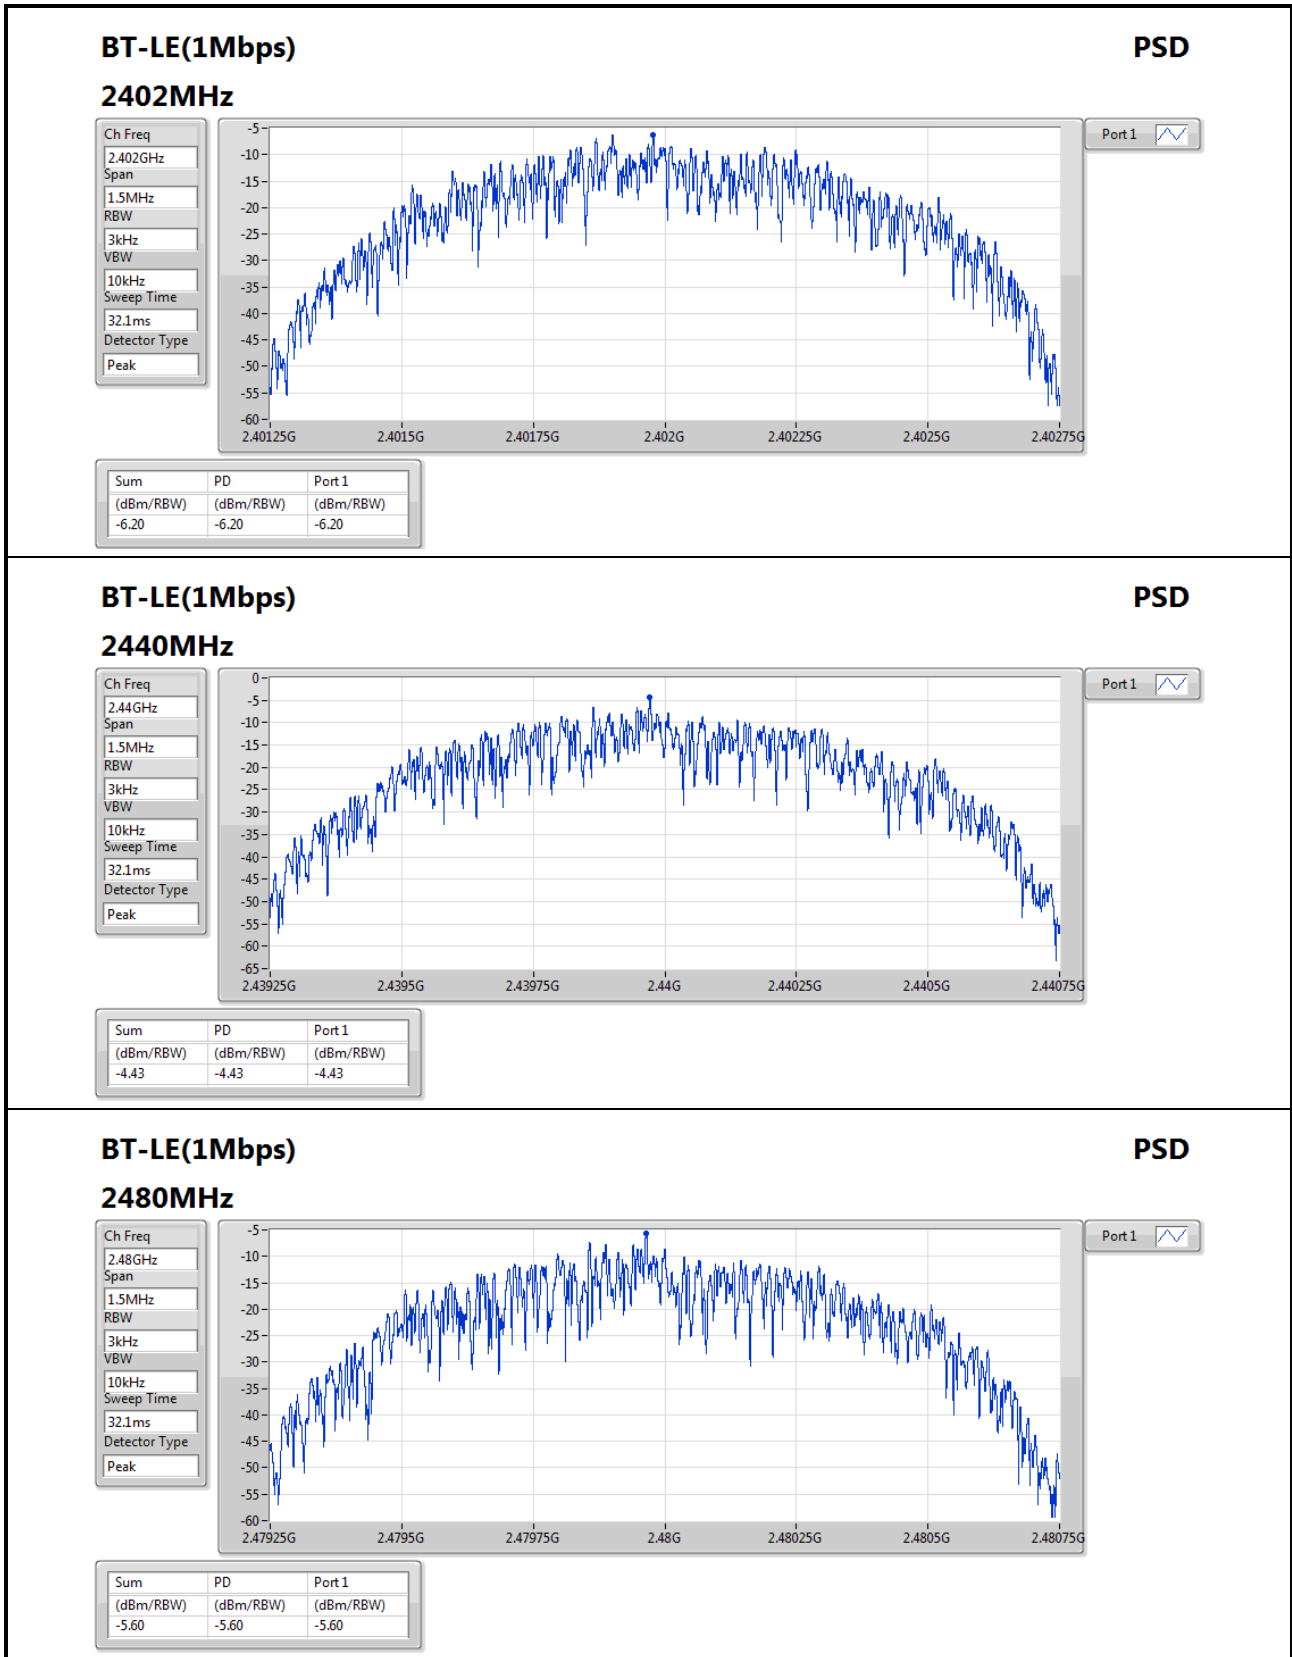 BT-LE(1Mbps) PSD
2402MHz
Ch Freq
2.402GHz
Span
1.5MHz
RBW
3kHz
VBW
10kHz
Sweep Time
32.1ms
Detector Type
Peak
-5
-10
-15
-20
-25
-30
-35
-40
-45
-50
-55
-60
2.40125G 2.4015G 2.40175G 2.402G 2.40225G 2.4025G 2.40275G
Port 1
Sum PD Port 1
(dBm/RBW) (dBm/RBW) (dBm/RBW)
-6.20 -6.20 -6.20
BT-LE(1Mbps) PSD
2440MHz
Ch Freq
2.44GHz
Span
1.5MHz
RBW
3kHz
VBW
10kHz
Sweep Time
32.1ms
Detector Type
Peak
0
-5
-10
-15
-20
-25
-30
-35
-40
-45
-50
-55
-60
-65
2.43925G 2.4395G 2.43975G 2.44G 2.44025G 2.4405G 2.44075G
Port 1
Sum PD Port 1
(dBm/RBW) (dBm/RBW) (dBm/RBW)
-4.43 -4.43 -4.43
BT-LE(1Mbps) PSD
2480MHz
Ch Freq
2.48GHz
Span
1.5MHz
RBW
3kHz
VBW
10kHz
Sweep Time
32.1ms
Detector Type
Peak
-5
-10
-15
-20
-25
-30
-35
-40
-45
-50
-55
-60
2.47925G 2.4795G 2.47975G 2.48G 2.48025G 2.4805G 2.48075G
Port 1
Sum PD Port 1
(dBm/RBW) (dBm/RBW) (dBm/RBW)
-5.60 -5.60 -5.60